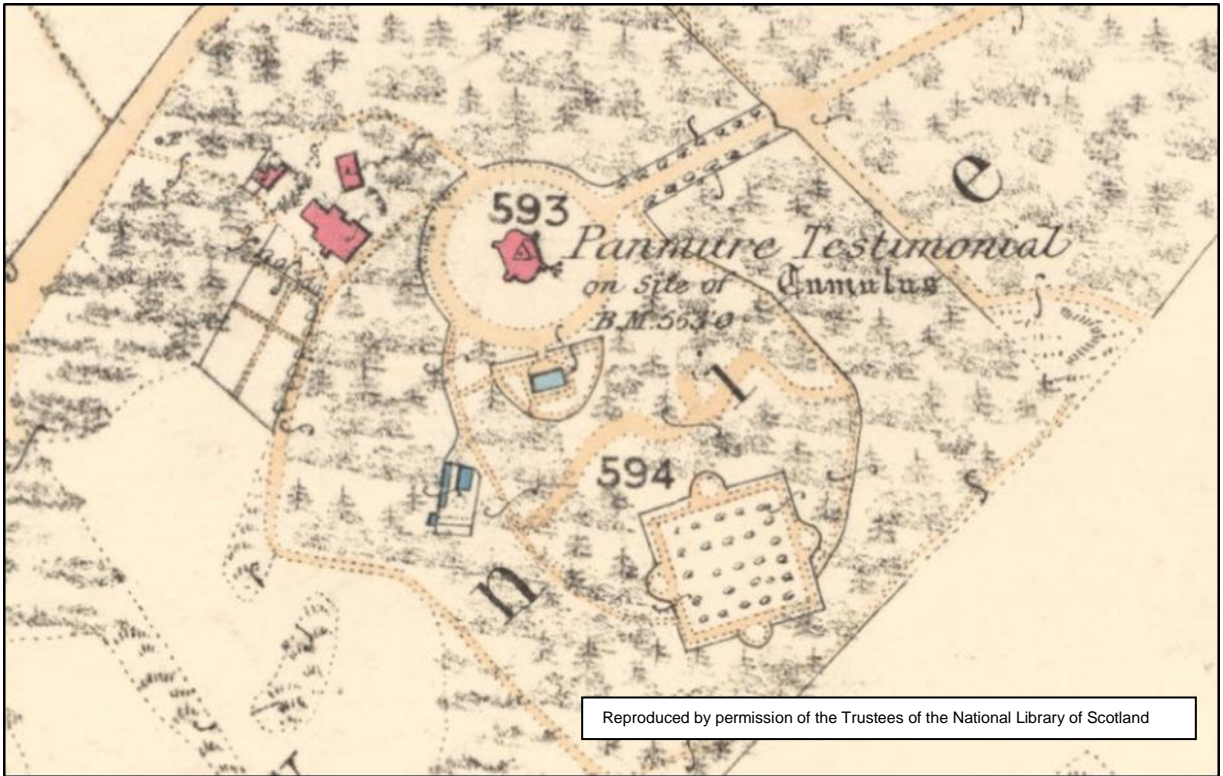 e
593
Panmure Testimonial
on Site of Tumulus
B.M. 553·0
l
594
n
Reproduced by permission of the Trustees of the National Library of Scotland